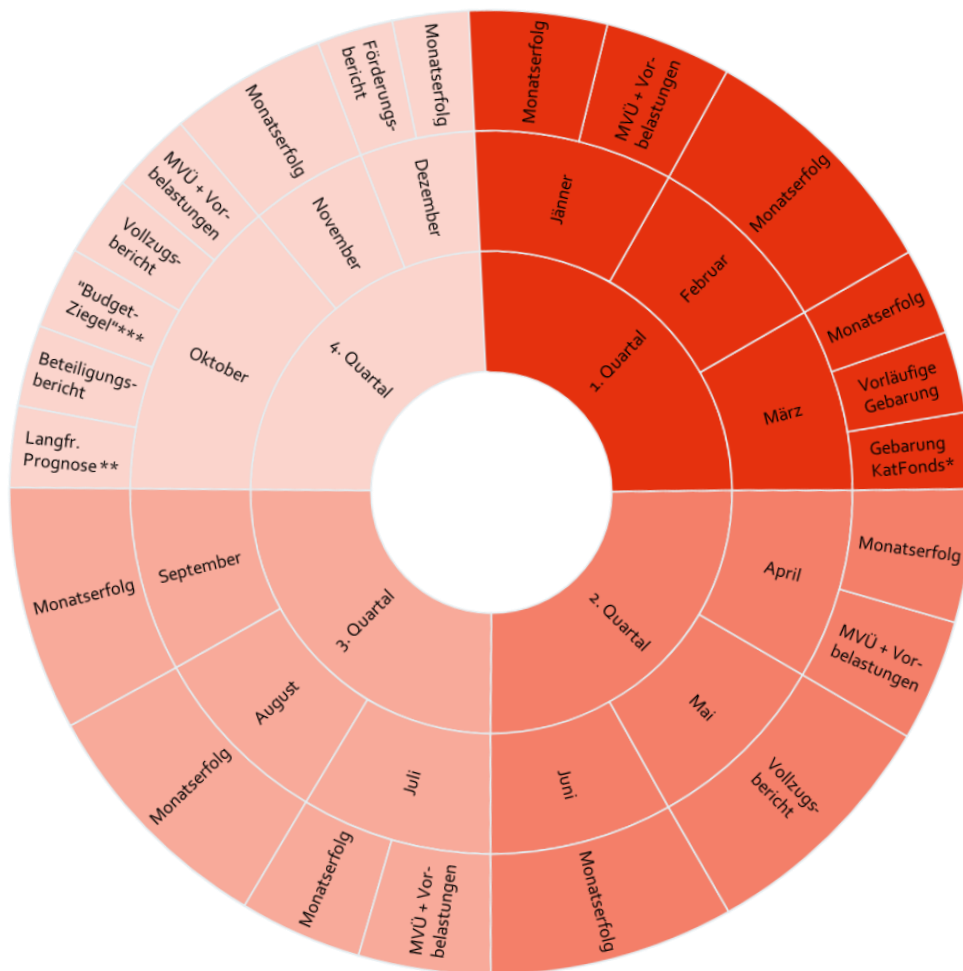 1. Quartal
Jänner
Monatserfolg
MVÜ + Vor-
belastungen
Februar
Monatserfolg
März
Monatserfolg
Vorläufige
Gebarung
Gebarung
KatFonds*
2. Quartal
April
Monatserfolg
MVÜ + Vor-
belastungen
Mai
Vollzugs-
bericht
Juni
Monatserfolg
3. Quartal
Juli
MVÜ + Vor-
belastungen
Monatserfolg
August
Monatserfolg
September
Monatserfolg
4. Quartal
Oktober
Langfr.
Prognose **
Beteiligungs-
bericht
"Budget-
Ziegel"***
Vollzugs-
bericht
MVÜ + Vor-
belastungen
November
Monatserfolg
Dezember
Förderungs-
bericht
Monatserfolg